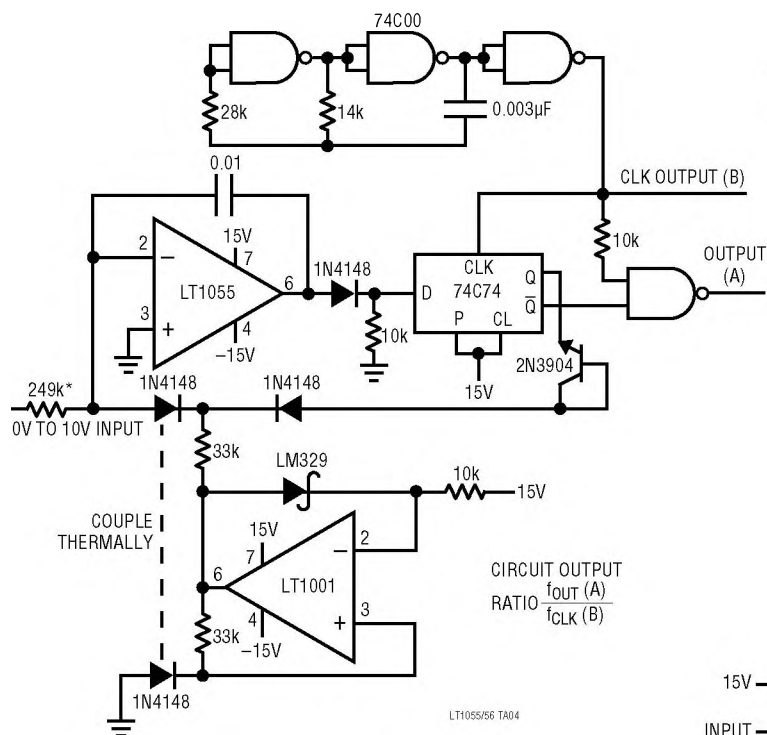 74C00
28k
14k
0.003µF
0.01
CLK OUTPUT (B)
10k
OUTPUT
(A)
2
15V
7
LT1055
6
3
4
–15V
1N4148
10k
D
CLK
74C74
Q
Q̅
P
CL
15V
2N3904
249k*
0V TO 10V INPUT
1N4148
1N4148
33k
LM329
10k
15V
COUPLE
THERMALLY
15V
7
2
6
LT1001
3
4
–15V
33k
1N4148
CIRCUIT OUTPUT
RATIO fOUT (A)
fCLK (B)
LT1055/56 TA04
15V
INPUT